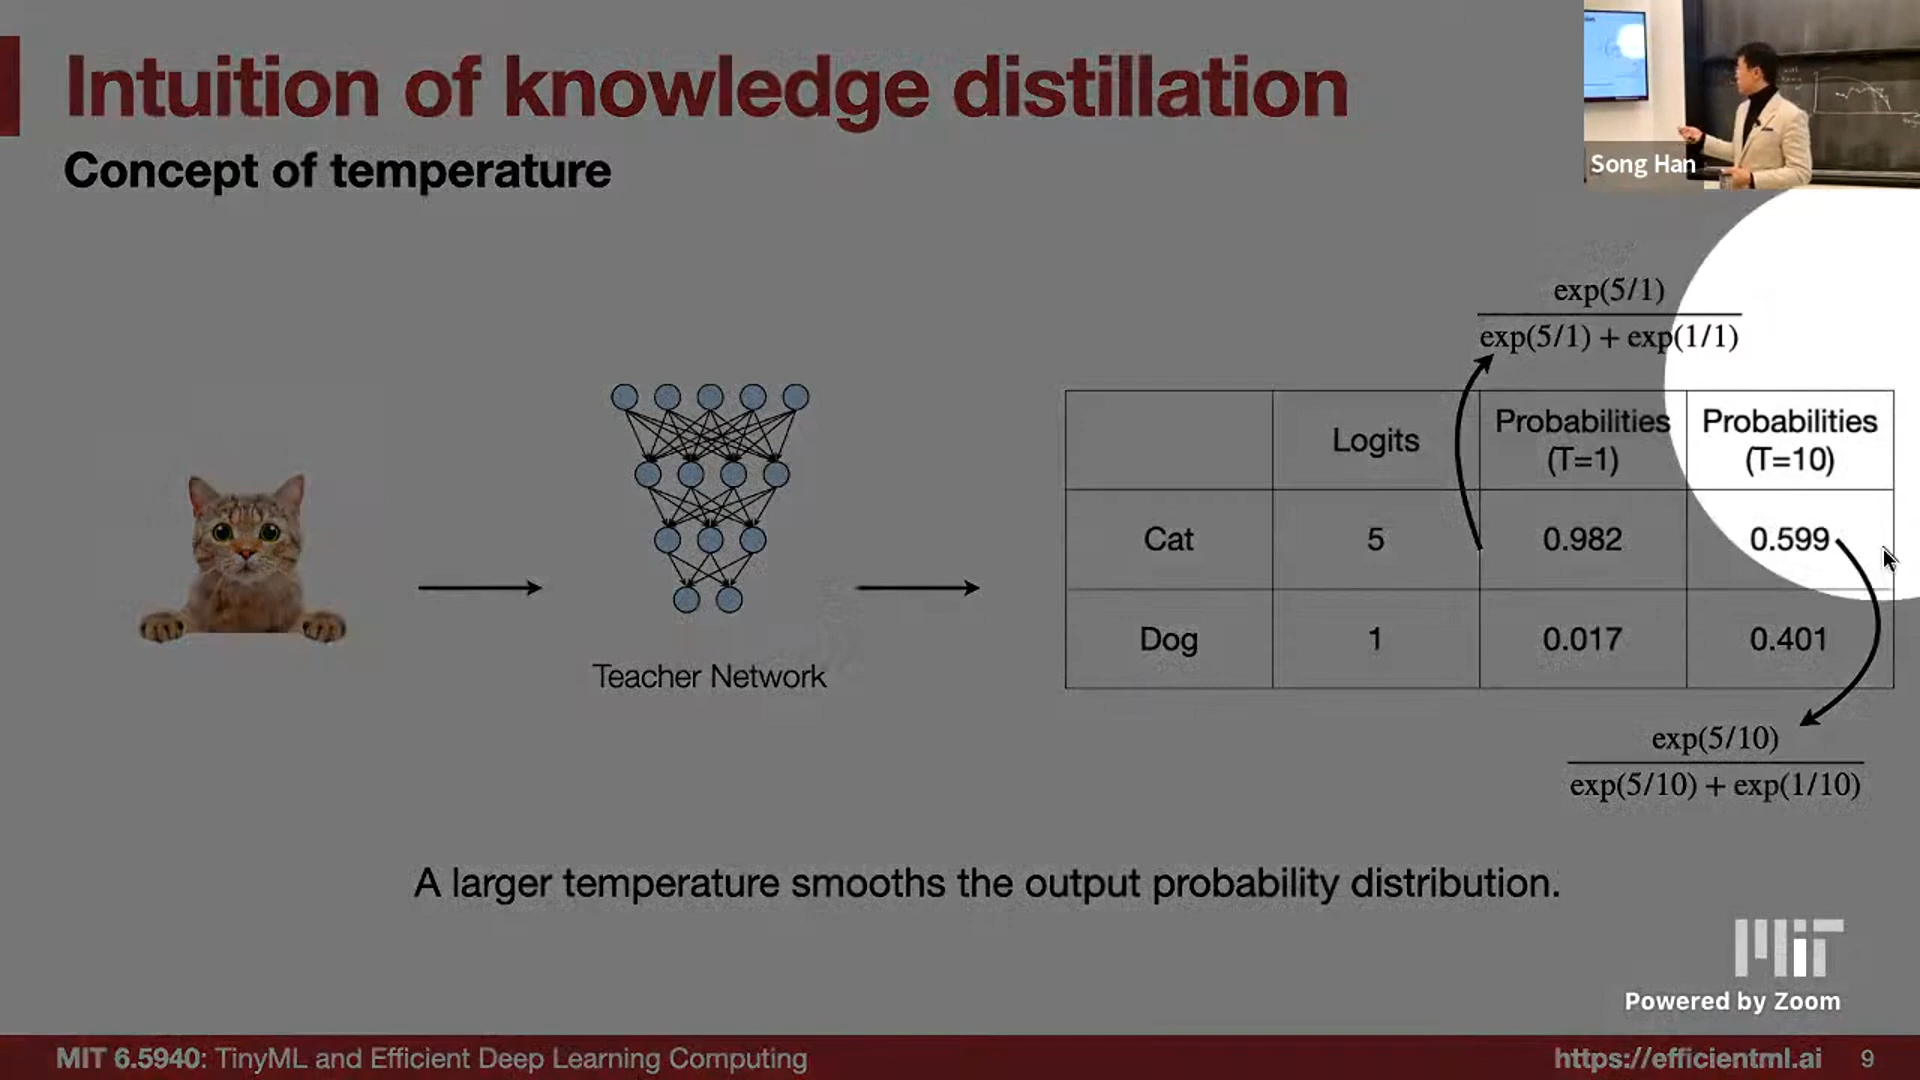 Intuition of knowledge distillation
Concept of temperature
Song Han
exp(5/1)
exp(5/1) + exp(1/1)
Logits
Probabilities
(T=1)
Probabilities
(T=10)
Cat
5
0.982
0.599
Dog
1
0.017
0.401
Teacher Network
exp(5/10)
exp(5/10) + exp(1/10)
A larger temperature smooths the output probability distribution.
MIT
Powered by Zoom
MIT 6.5940: TinyML and Efficient Deep Learning Computing
https://efficientml.ai
9